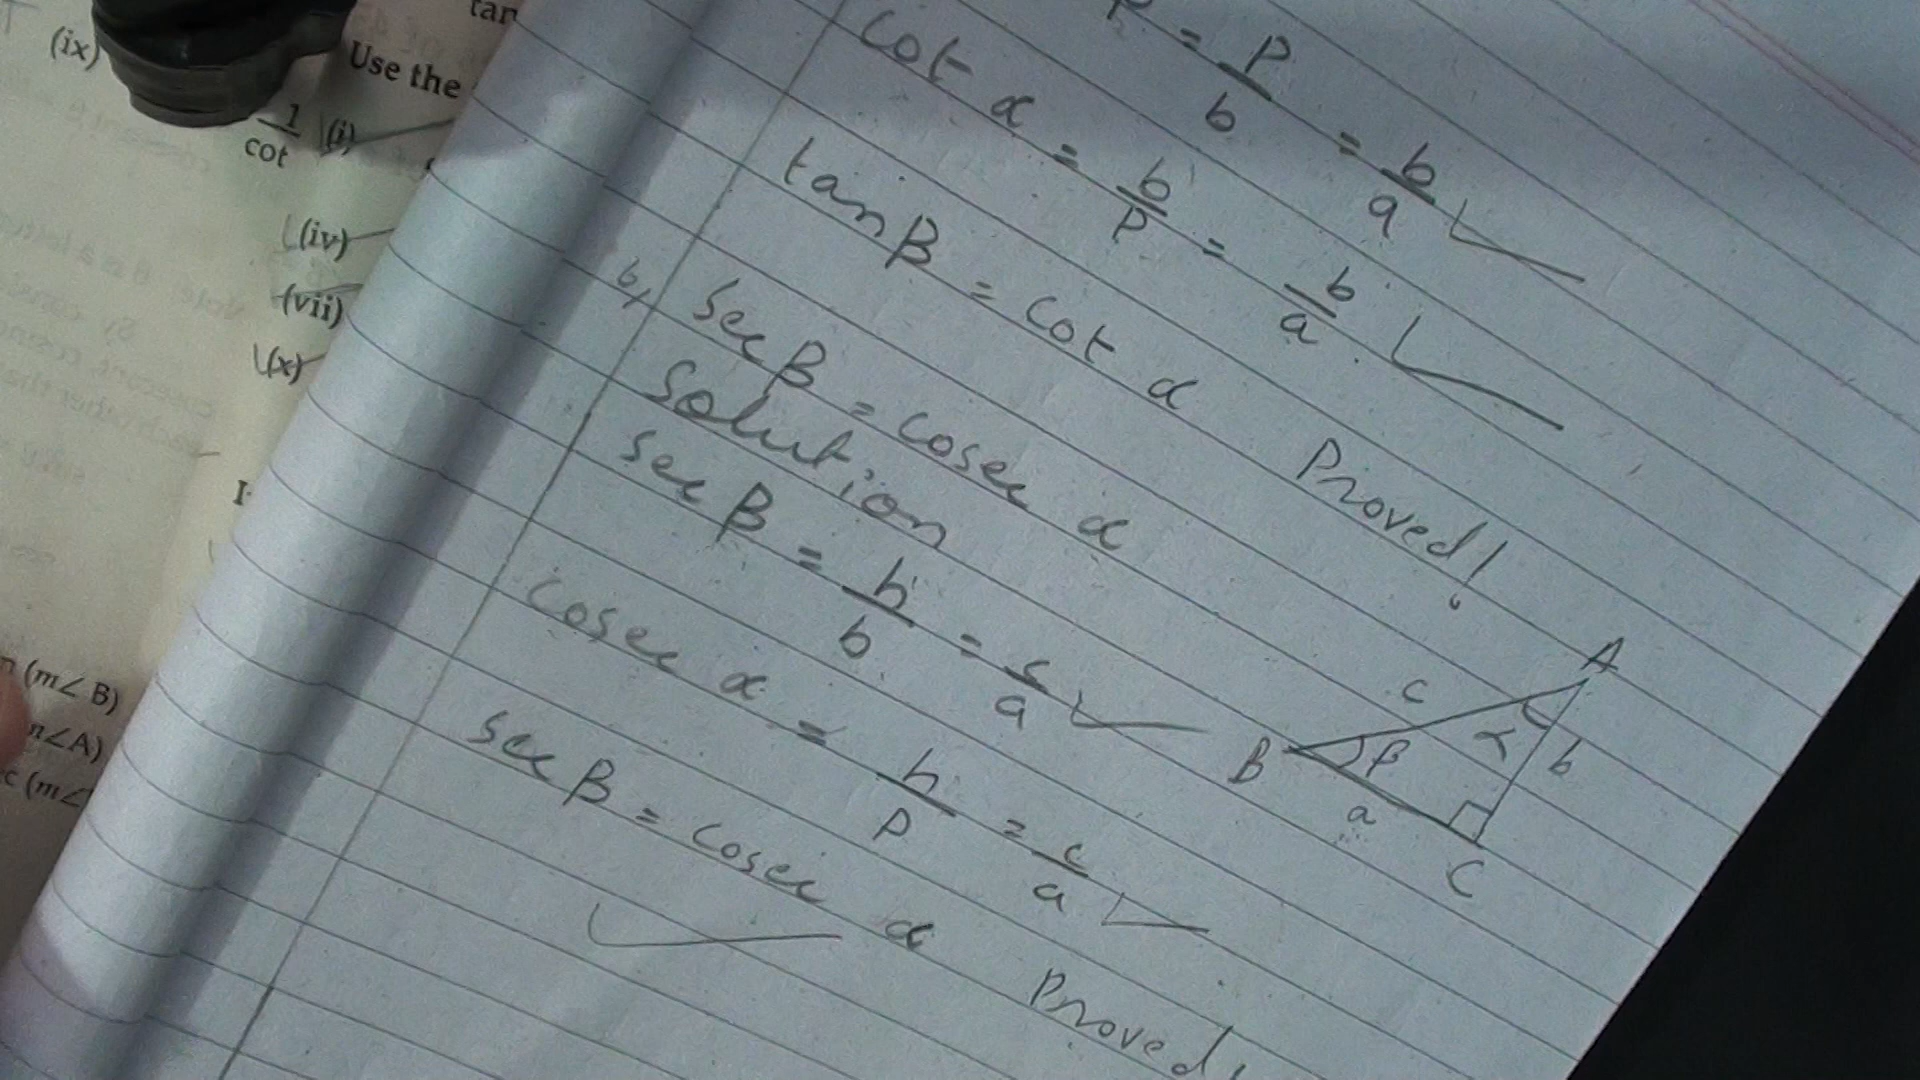 (ix)
tan
Use the
1/cot (i)
(iv)
(vii)
(x)
(m∠ B)
∠A)
(m∠
= p/b = b/a
cot α = b/p = b/a
tan β = cot α Proved!
b) sec β = cosec α
Solution
sec β = h/b = c/a
cosec α = h/p = c/a
sec β = cosec α Proved!
A
c
α
b
B
β
a
C